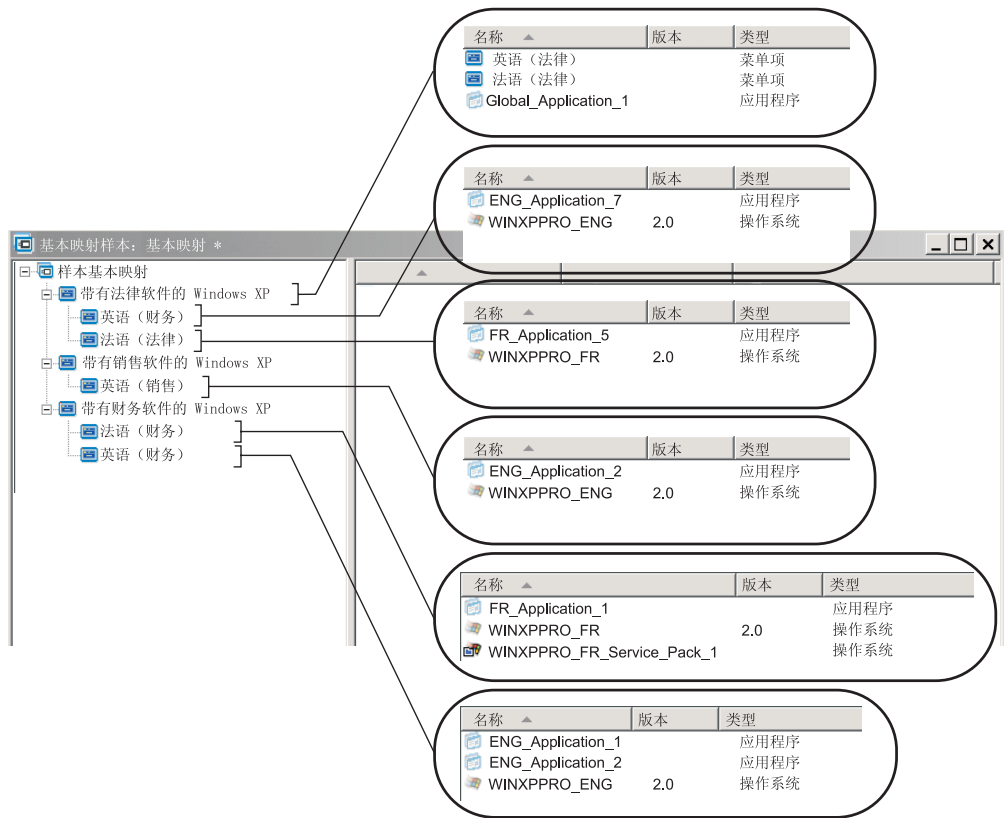 名称 版本 类型
英语（法律） 菜单项
法语（法律） 菜单项
Global_Application_1 应用程序
名称 版本 类型
ENG_Application_7 应用程序
WINXPPRO_ENG 2.0 操作系统
基本映射样本：基本映射 *
样本基本映射
带有法律软件的 Windows XP
英语（财务）
法语（法律）
带有销售软件的 Windows XP
英语（销售）
带有财务软件的 Windows XP
法语（财务）
英语（财务）
名称 版本 类型
FR_Application_5 应用程序
WINXPPRO_FR 2.0 操作系统
名称 版本 类型
ENG_Application_2 应用程序
WINXPPRO_ENG 2.0 操作系统
名称 版本 类型
FR_Application_1 应用程序
WINXPPRO_FR 2.0 操作系统
WINXPPRO_FR_Service_Pack_1 操作系统
名称 版本 类型
ENG_Application_1 应用程序
ENG_Application_2 应用程序
WINXPPRO_ENG 2.0 操作系统